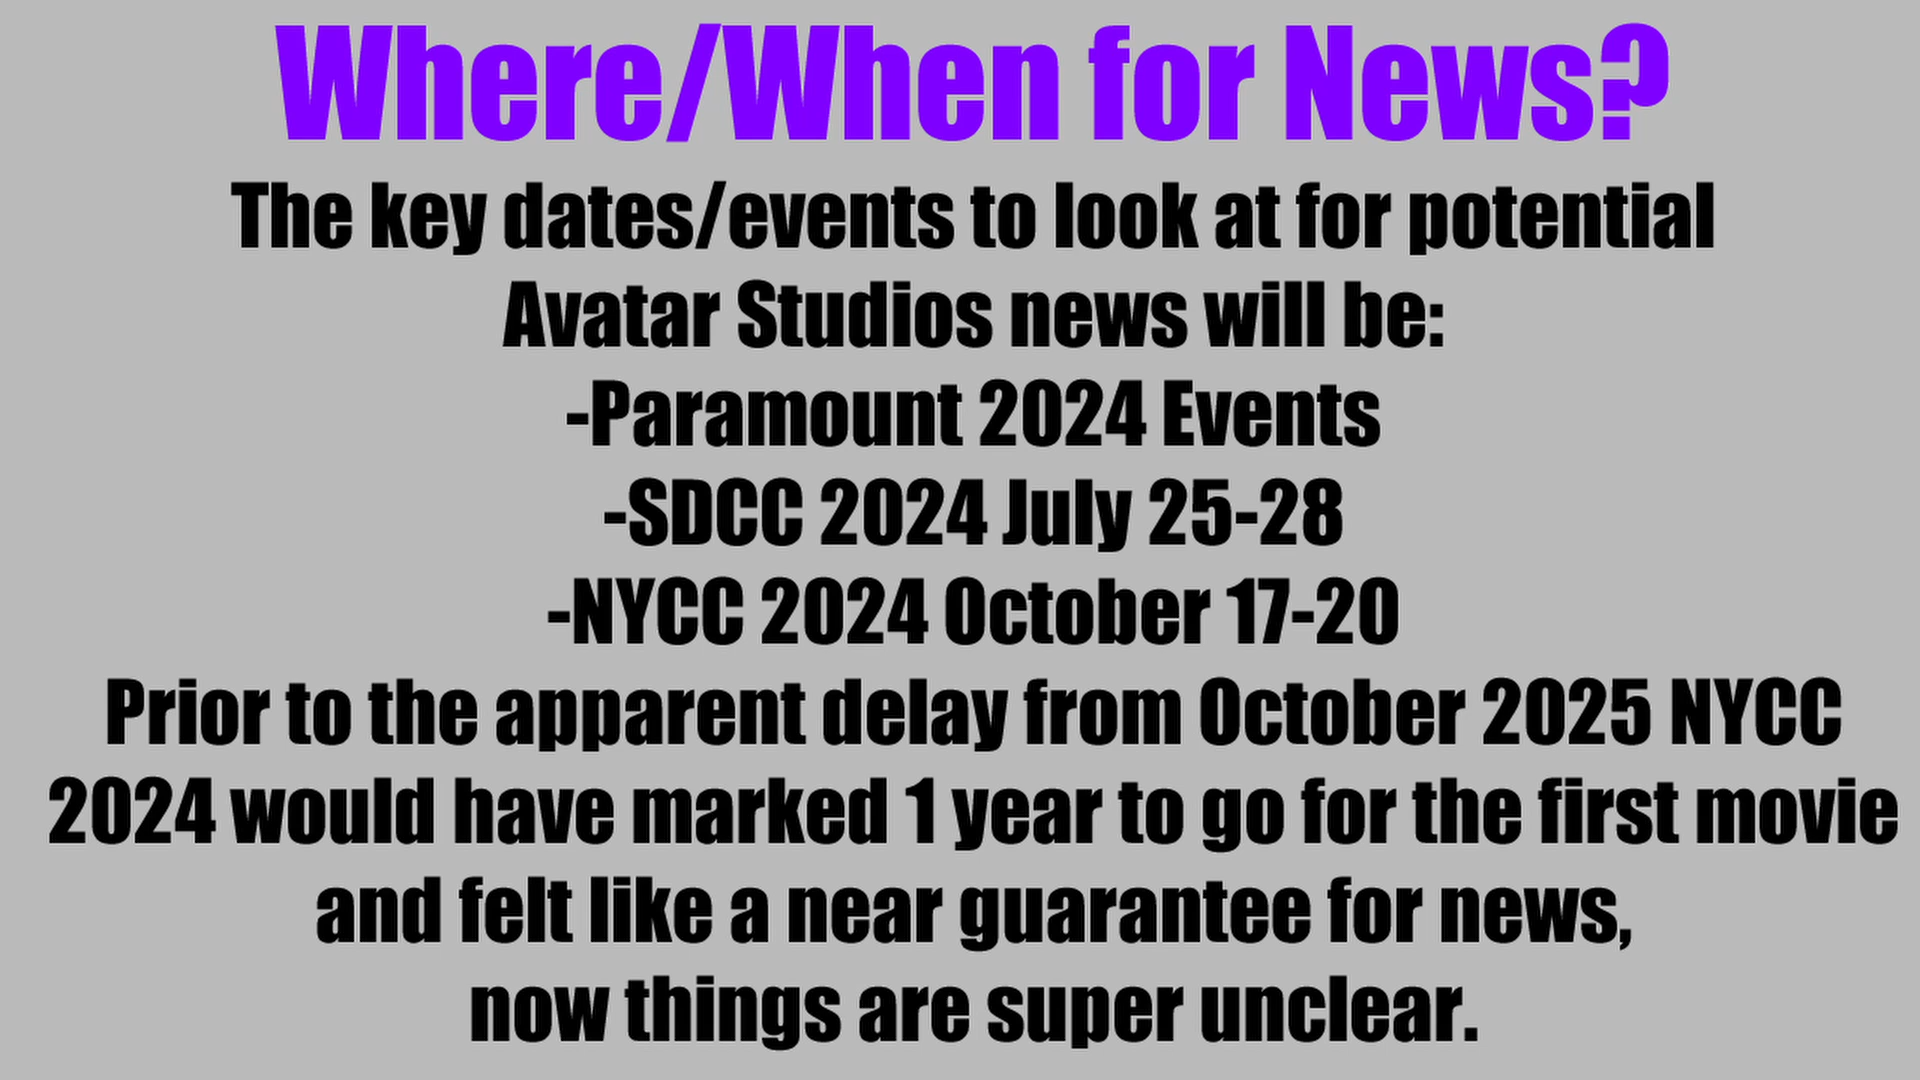 Where/When for News?
The key dates/events to look at for potential
Avatar Studios news will be:
-Paramount 2024 Events
-SDCC 2024 July 25-28
-NYCC 2024 October 17-20
Prior to the apparent delay from October 2025 NYCC
2024 would have marked 1 year to go for the first movie
and felt like a near guarantee for news,
now things are super unclear.